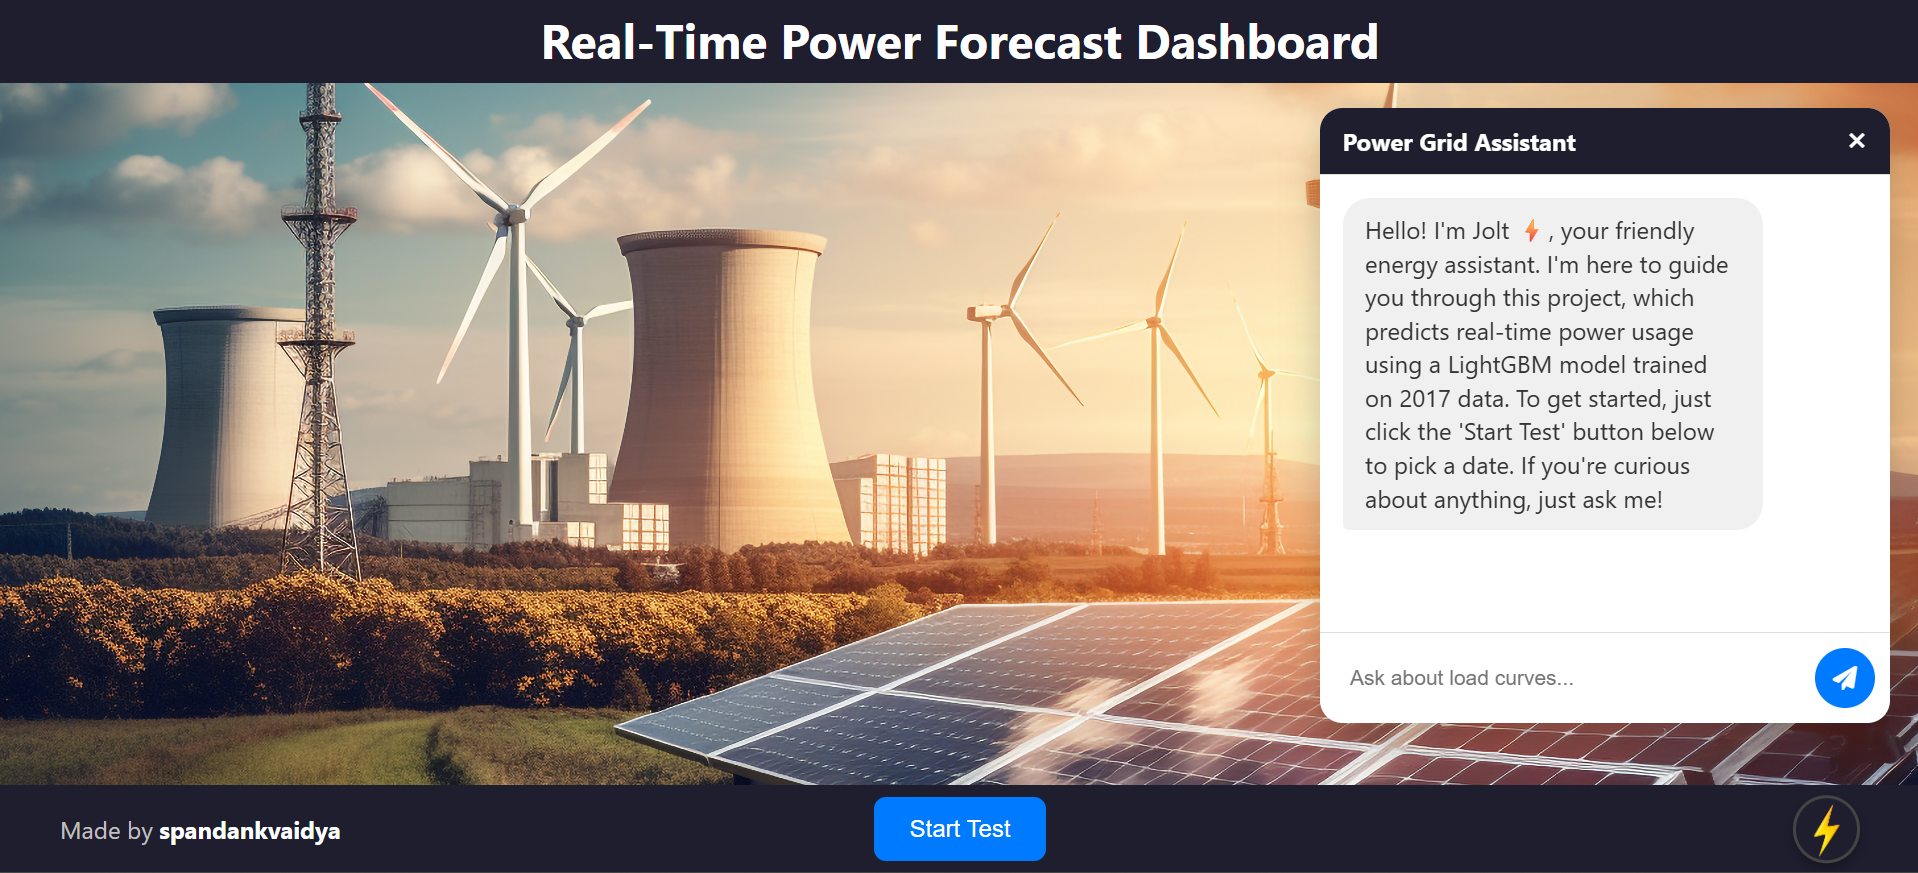 Real-Time Power Forecast Dashboard
Power Grid Assistant
Hello! I'm Jolt ⚡, your friendly
energy assistant. I'm here to guide
you through this project, which
predicts real-time power usage
using a LightGBM model trained
on 2017 data. To get started, just
click the 'Start Test' button below
to pick a date. If you're curious
about anything, just ask me!
Ask about load curves...
Made by spandankvaidya
Start Test